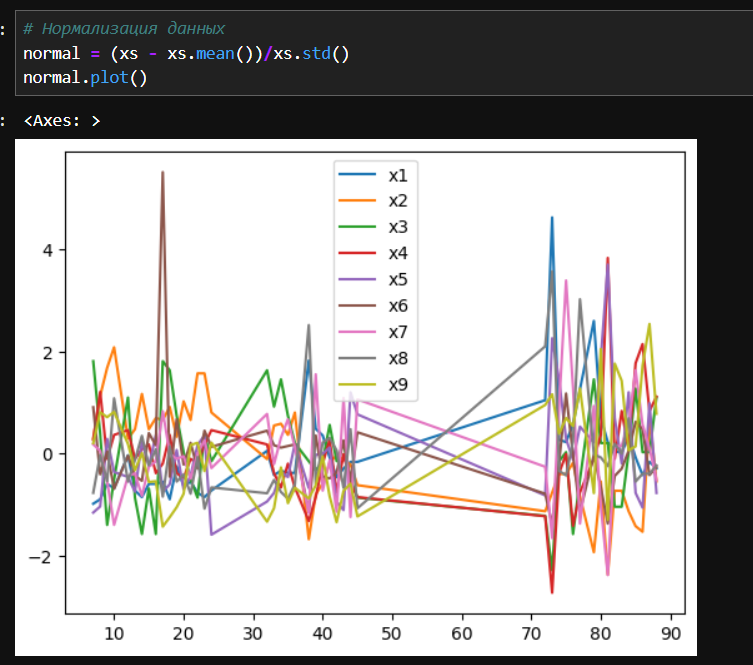 :
# Нормализация данных
normal = (xs - xs.mean())/xs.std()
normal.plot()
: <Axes: >
x1
x2
x3
x4
x5
x6
x7
x8
x9
4
2
0
−2
10 20 30 40 50 60 70 80 90